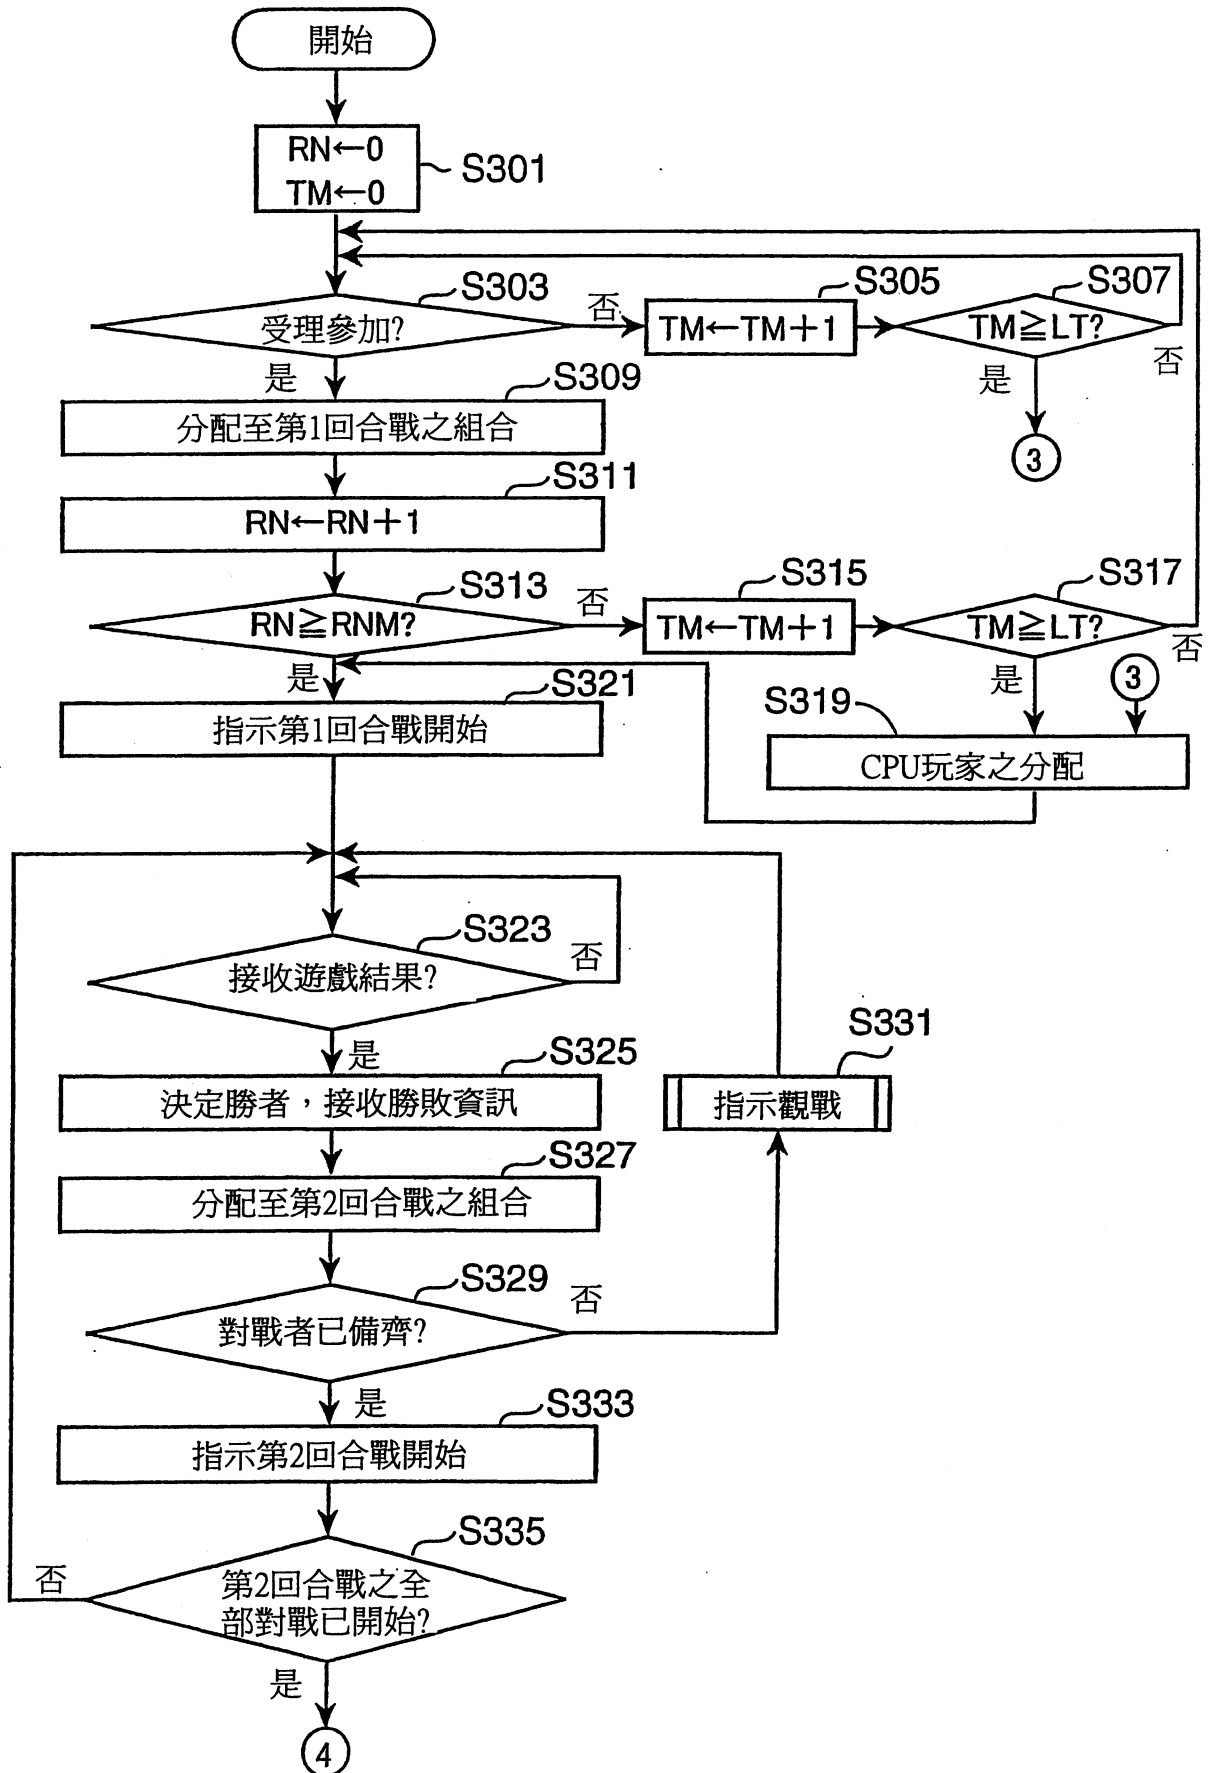 開始
RN←0
TM←0
S301
S303
受理參加?
否
S305
TM←TM+1
S307
TM≧LT?
否
是
是
③
S309
分配至第1回合戰之組合
S311
RN←RN+1
S313
RN≧RNM?
否
S315
TM←TM+1
S317
TM≧LT?
否
是
是
③
S321
指示第1回合戰開始
S319
CPU玩家之分配
S323
接收遊戲結果?
否
是
S325
決定勝者，接收勝敗資訊
S331
指示觀戰
S327
分配至第2回合戰之組合
S329
對戰者已備齊?
否
是
S333
指示第2回合戰開始
S335
第2回合戰之全
部對戰已開始?
否
是
④